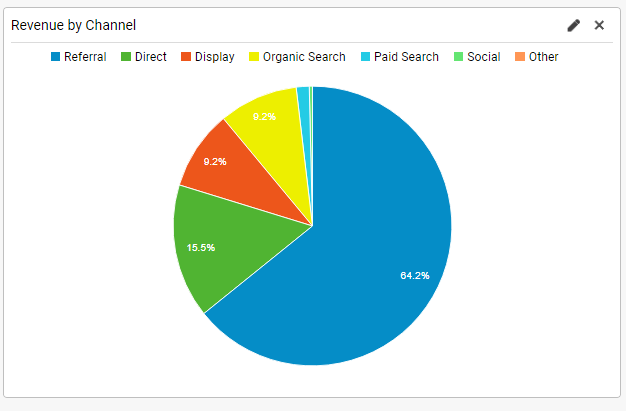 Revenue by Channel
Referral Direct Display Organic Search Paid Search Social Other
9.2%
9.2%
15.5%
64.2%